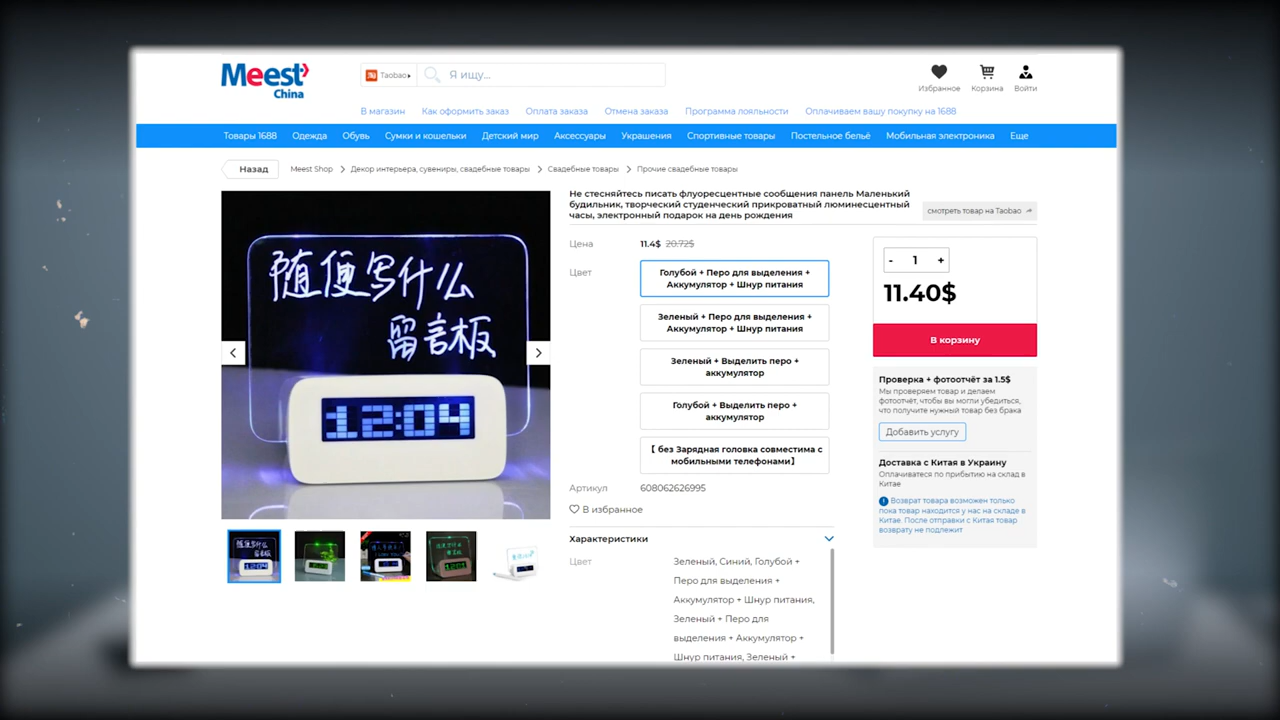 Meest
China
Taobao
Я ищу...
Избранное
Корзина
Войти
В магазин
Как оформить заказ
Оплата заказа
Отмена заказа
Программа лояльности
Оплачиваем вашу покупку на 1688
Товары 1688
Одежда
Обувь
Сумки и кошельки
Детский мир
Аксессуары
Украшения
Спортивные товары
Постельное бельё
Мобильная электроника
Еще
Назад
Meest Shop
Декор интерьера, сувениры, свадебные товары
Свадебные товары
Прочие свадебные товары
随便写什么
留言板
12:04
Не стесняйтесь писать флуоресцентные сообщения панель Маленький
будильник, творческий студенческий прикроватный люминесцентный
часы, электронный подарок на день рождения
смотреть товар на Taobao
Цена
11.4$ 20.72$
Цвет
Голубой + Перо для выделения +
Аккумулятор + Шнур питания
Зеленый + Перо для выделения +
Аккумулятор + Шнур питания
Зеленый + Выделить перо +
аккумулятор
Голубой + Выделить перо +
аккумулятор
【 без Зарядная головка совместима с
мобильными телефонами】
Артикул
608062626995
В избранное
Характеристики
Цвет
Зеленый, Синий, Голубой +
Перо для выделения +
Аккумулятор + Шнур питания,
Зеленый + Перо для
выделения + Аккумулятор +
Шнур питания, Зеленый +
- 1 +
11.40$
В корзину
Проверка + фотоотчёт за 1.5$
Мы проверяем товар и делаем
фотоотчёт, чтобы вы могли убедиться,
что получите нужный товар без брака
Добавить услугу
Доставка с Китая в Украину
Оплачиватеся по прибытию на склад в
Китае
Возврат товара возможен только
пока товар находится у нас на складе в
Китае. После отправки с Китая товар
возврату не подлежит